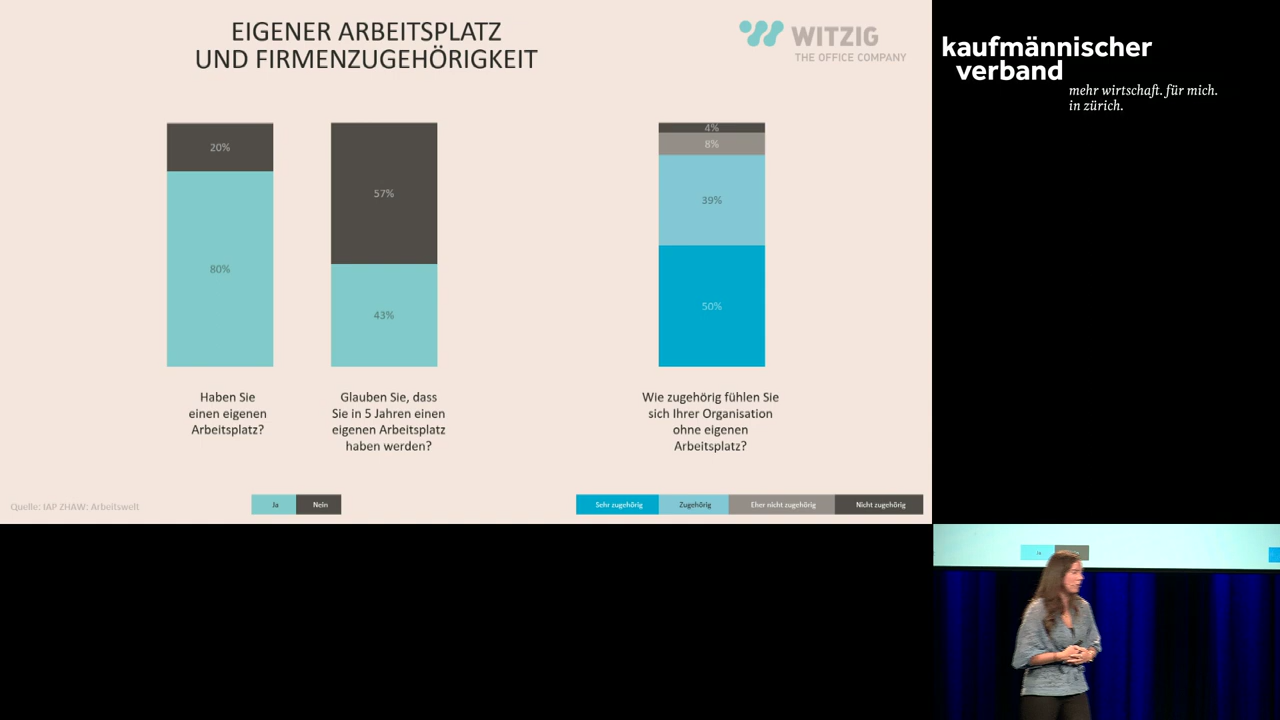 EIGENER ARBEITSPLATZ
UND FIRMENZUGEHÖRIGKEIT
WITZIG
THE OFFICE COMPANY
kaufmännischer
verband
mehr wirtschaft. für mich.
in zürich.
20%
80%
57%
43%
4%
8%
39%
50%
Haben Sie
einen eigenen
Arbeitsplatz?
Glauben Sie, dass
Sie in 5 Jahren einen
eigenen Arbeitsplatz
haben werden?
Wie zugehörig fühlen Sie
sich Ihrer Organisation
ohne eigenen
Arbeitsplatz?
Quelle: IAP ZHAW: Arbeitswelt
Ja
Nein
Sehr zugehörig
Zugehörig
Eher nicht zugehörig
Nicht zugehörig
Ja